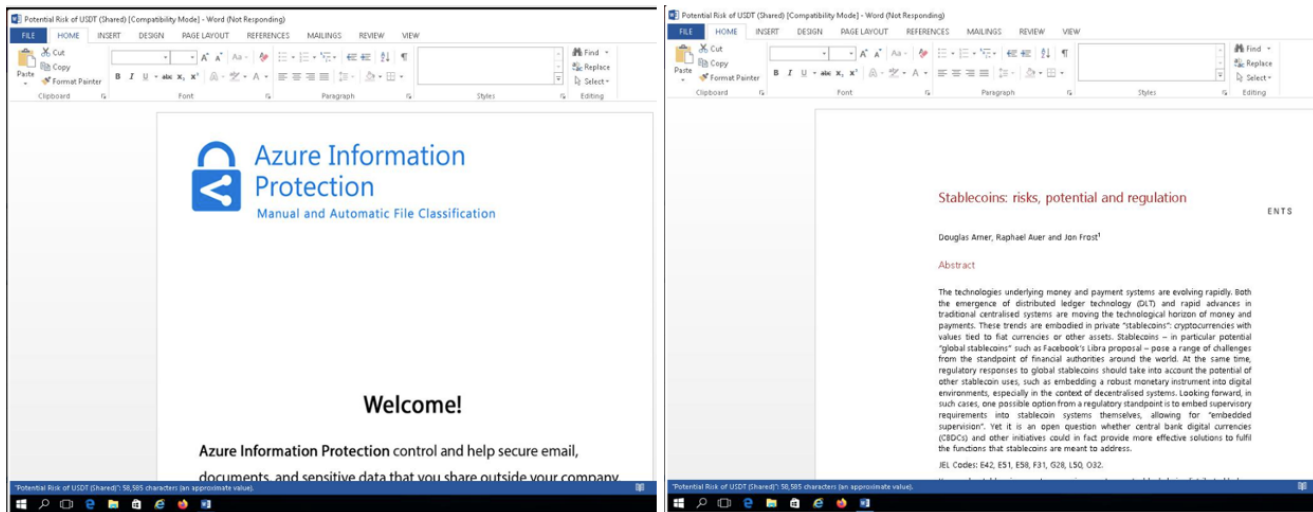 Potential Risk of USDT (Shared) [Compatibility Mode] - Word (Not Responding)
FILE HOME INSERT DESIGN PAGE LAYOUT REFERENCES MAILINGS REVIEW VIEW
Paste
Cut
Copy
Format Painter
Clipboard
B I U abc x₂ x²
Aa
Font
Paragraph
Styles
Find
Replace
Select
Editing
Azure Information
Protection
Manual and Automatic File Classification
Welcome!
Azure Information Protection control and help secure email,
documents, and sensitive data that you share outside your company
"Potential Risk of USDT (Shared)": 58,585 characters (an approximate value).
Potential Risk of USDT (Shared) [Compatibility Mode] - Word (Not Responding)
FILE HOME INSERT DESIGN PAGE LAYOUT REFERENCES MAILINGS REVIEW VIEW
Paste
Cut
Copy
Format Painter
Clipboard
B I U abc x₂ x²
Aa
Font
Paragraph
Styles
Find
Replace
Select
Editing
Stablecoins: risks, potential and regulation
ENTS
Douglas Arner, Raphael Auer and Jon Frost¹
Abstract
The technologies underlying money and payment systems are evolving rapidly. Both
the emergence of distributed ledger technology (DLT) and rapid advances in
traditional centralised systems are moving the technological horizon of money and
payments. These trends are embodied in private "stablecoins": cryptocurrencies with
values tied to fiat currencies or other assets. Stablecoins – in particular potential
"global stablecoins" such as Facebook's Libra proposal – pose a range of challenges
from the standpoint of financial authorities around the world. At the same time,
regulatory responses to global stablecoins should take into account the potential of
other stablecoin uses, such as embedding a robust monetary instrument into digital
environments, especially in the context of decentralised systems. Looking forward, in
such cases, one possible option from a regulatory standpoint is to embed supervisory
requirements into stablecoin systems themselves, allowing for "embedded
supervision". Yet it is an open question whether central bank digital currencies
(CBDCs) and other initiatives could in fact provide more effective solutions to fulfil
the functions that stablecoins are meant to address.
JEL Codes: E42, E51, E58, F31, G28, L50, O32.
"Potential Risk of USDT (Shared)": 58,585 characters (an approximate value).